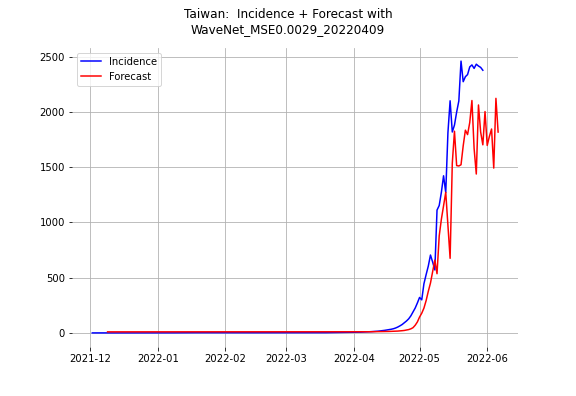 Taiwan:  Incidence + Forecast with
WaveNet_MSE0.0029_20220409
Incidence
Forecast
2500
2000
1500
1000
500
0
2021-12 2022-01 2022-02 2022-03 2022-04 2022-05 2022-06